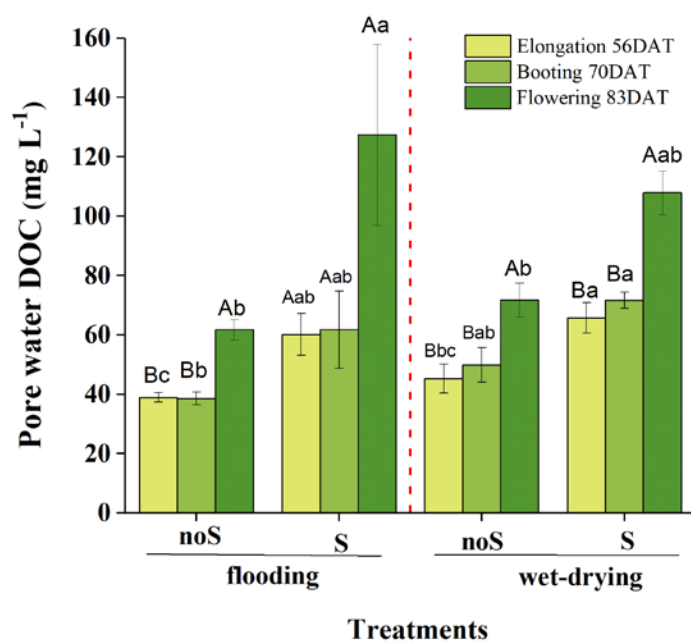 Pore water DOC (mg L⁻¹)
160
140
120
100
80
60
40
20
0
Elongation 56DAT
Booting 70DAT
Flowering 83DAT
Bc
Bb
Ab
Aab
Aab
Aa
Bbc
Bab
Ab
Ba
Ba
Aab
noS
S
noS
S
flooding
wet-drying
Treatments